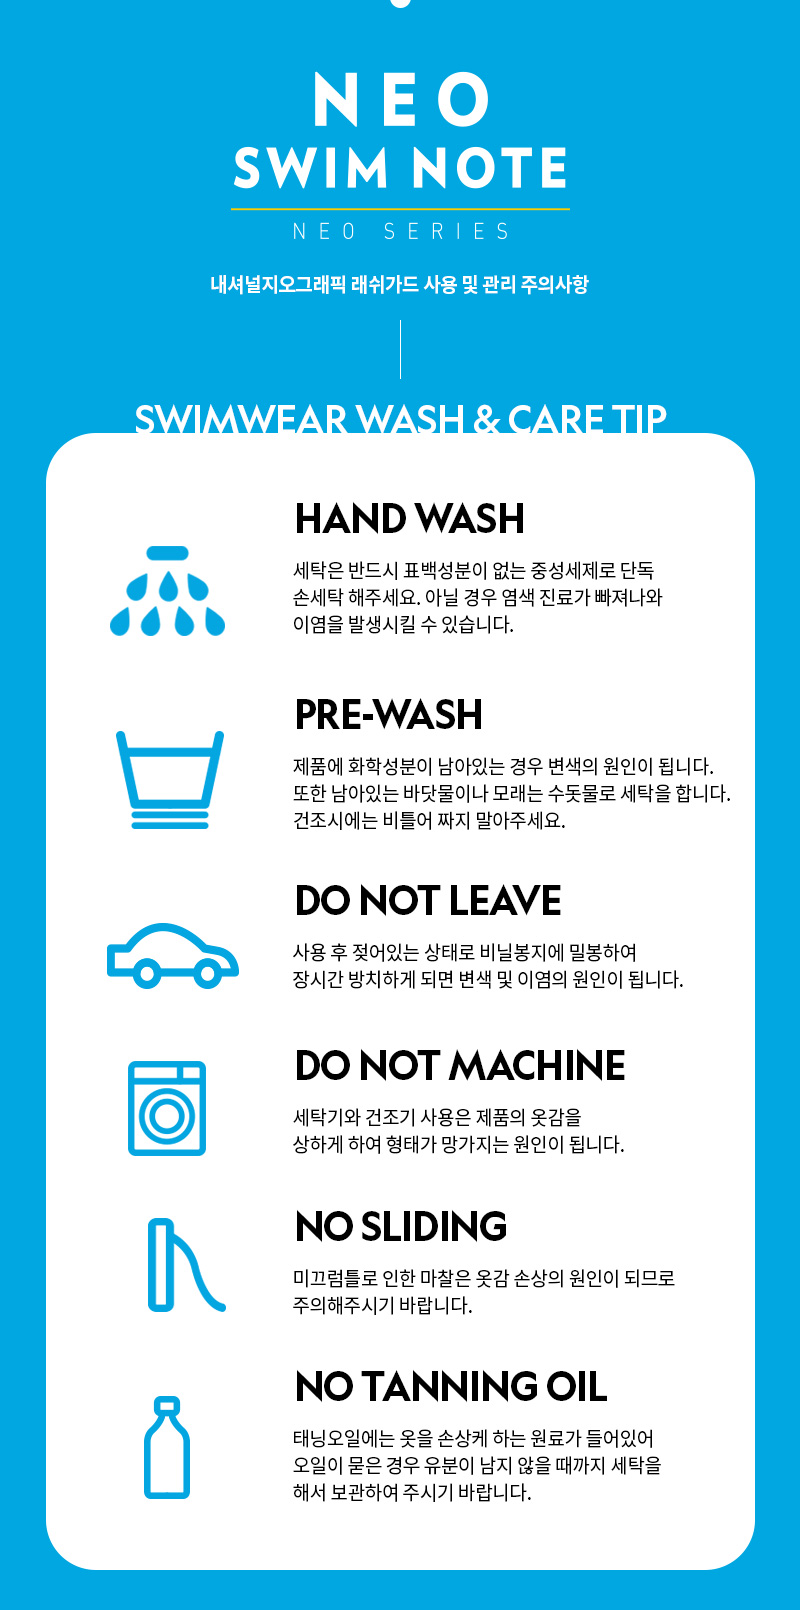 NEO
SWIM NOTE
NEO SERIES
내셔널지오그래픽 래쉬가드 사용 및 관리 주의사항
SWIMWEAR WASH & CARE TIP
HAND WASH
세탁은 반드시 표백성분이 없는 중성세제로 단독
손세탁 해주세요. 아닐 경우 염색 진료가 빠져나와
이염을 발생시킬 수 있습니다.
PRE-WASH
제품에 화학성분이 남아있는 경우 변색의 원인이 됩니다.
또한 남아있는 바닷물이나 모래는 수돗물로 세탁을 합니다.
건조시에는 비틀어 짜지 말아주세요.
DO NOT LEAVE
사용 후 젖어있는 상태로 비닐봉지에 밀봉하여
장시간 방치하게 되면 변색 및 이염의 원인이 됩니다.
DO NOT MACHINE
세탁기와 건조기 사용은 제품의 옷감을
상하게 하여 형태가 망가지는 원인이 됩니다.
NO SLIDING
미끄럼틀로 인한 마찰은 옷감 손상의 원인이 되므로
주의해주시기 바랍니다.
NO TANNING OIL
태닝오일에는 옷을 손상케 하는 원료가 들어있어
오일이 묻은 경우 유분이 남지 않을 때까지 세탁을
해서 보관하여 주시기 바랍니다.